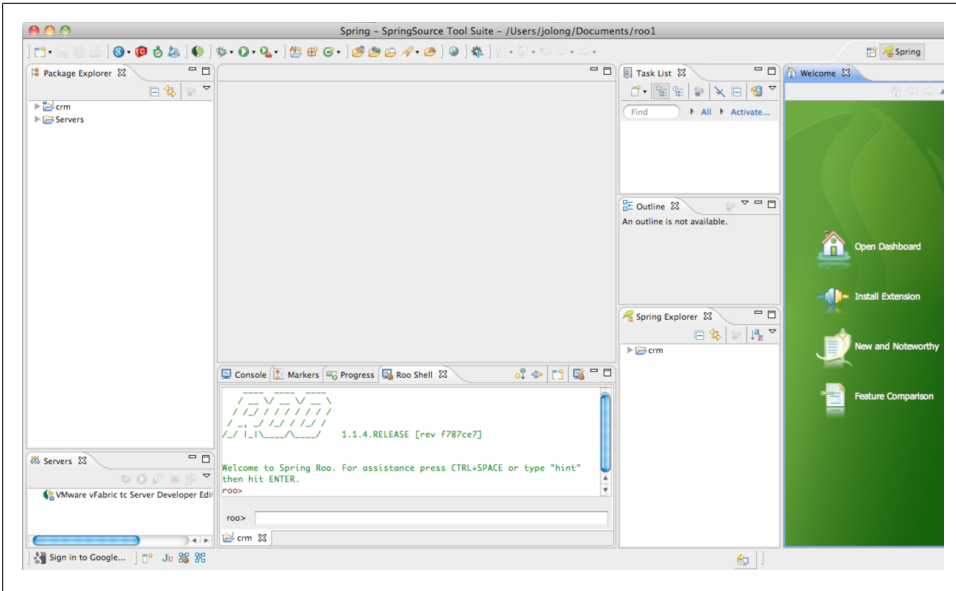 Spring – SpringSource Tool Suite – /Users/jolong/Documents/roo1
Spring
Package Explorer
crm
Servers
Task List
Find
All
Activate...
Outline
An outline is not available.
Spring Explorer
crm
Welcome
Open Dashboard
Install Extension
New and Noteworthy
Feature Comparison
Console
Markers
Progress
Roo Shell
1.1.4.RELEASE [rev f787ce7]
Welcome to Spring Roo. For assistance press CTRL+SPACE or type "hint"
then hit ENTER.
roo>
roo>
crm
Servers
VMware vFabric tc Server Developer Edi
Sign in to Google...
Ju